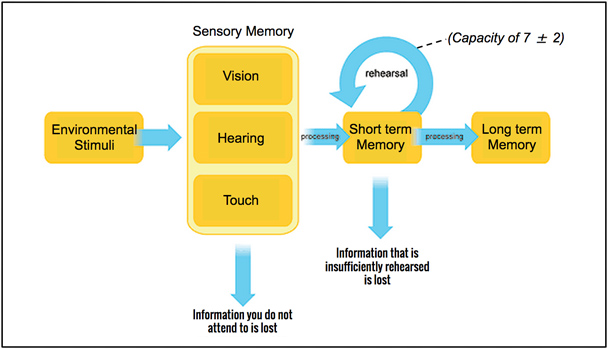 Sensory Memory
(Capacity of 7 ± 2)
rehearsal
Vision
Environmental
Stimuli
Hearing
processing
Short term
Memory
processing
Long term
Memory
Touch
Information that is
insufficiently rehearsed
is lost
Information you do not
attend to is lost